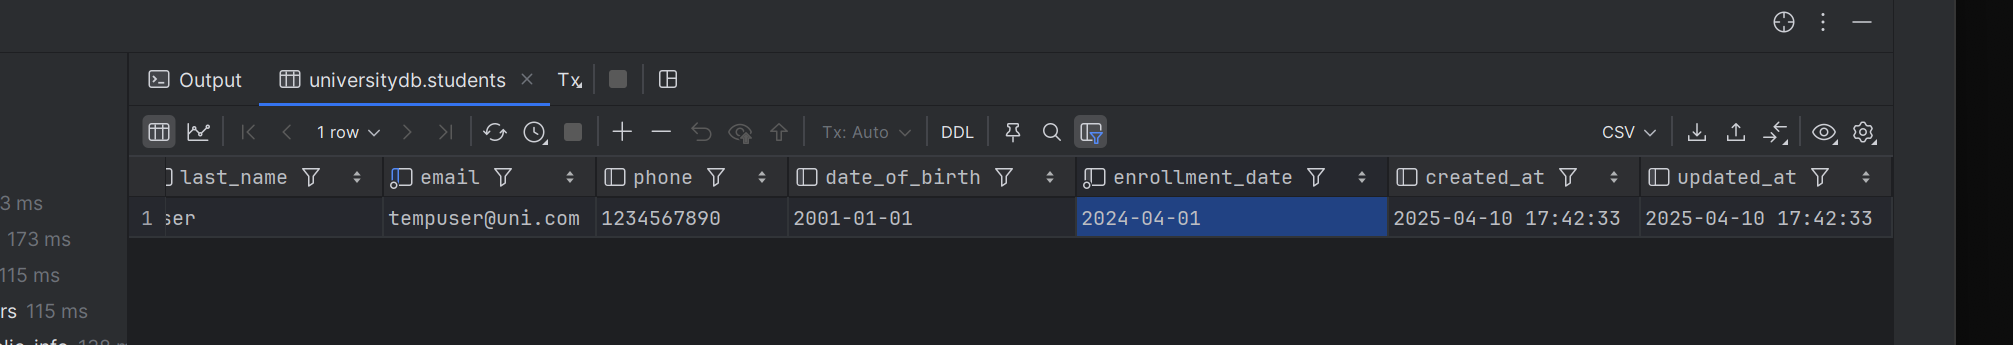 Output universitydb.students Tx
1 row Tx: Auto DDL CSV
last_name email phone date_of_birth enrollment_date created_at updated_at
1 ser tempuser@uni.com 1234567890 2001-01-01 2024-04-01 2025-04-10 17:42:33 2025-04-10 17:42:33
3 ms
173 ms
115 ms
rs 115 ms